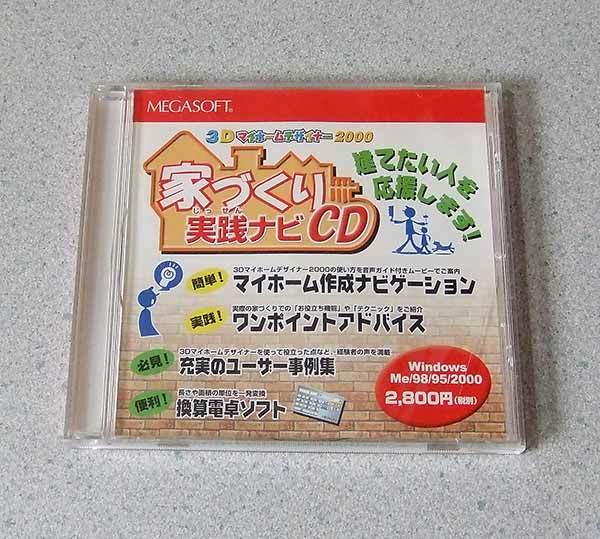 MEGASOFT®
3Dマイホームデザイナー2000
家づくり
じっせん
実践ナビCD
建てたい人を
応援します!!
簡単!
3Dマイホームデザイナー2000の使い方を音声ガイド付きムービーでご案内
マイホーム作成ナビゲーション
実践!
実際の家づくりでの「お役立ち機能」や「テクニック」をご紹介
ワンポイントアドバイス
必見!
3Dマイホームデザイナーを使って役立った点など、経験者の声を満載
充実のユーザー事例集
便利!
長さや面積の単位を一発変換
換算電卓ソフト
Windows
Me/98/95/2000
2,800円(税別)